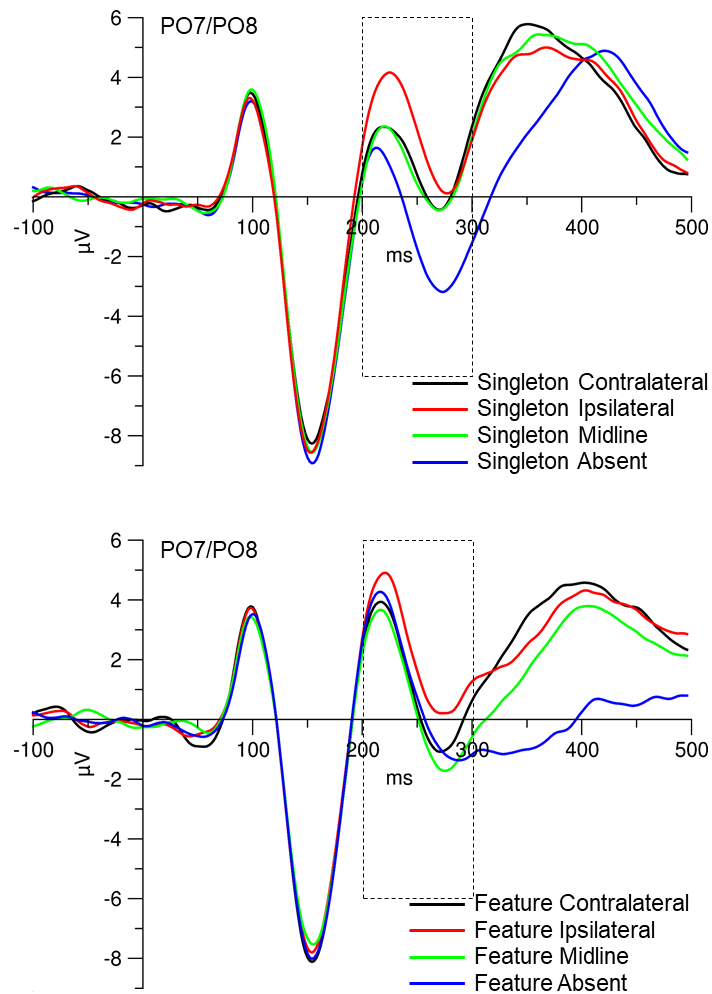 6
PO7/PO8
4
2
-100 100 200 300 400 500
µV
ms
-2
-4
-6
-8
Singleton Contralateral
Singleton Ipsilateral
Singleton Midline
Singleton Absent
6
PO7/PO8
4
2
-100 100 200 300 400 500
µV
ms
-2
-4
-6
-8
Feature Contralateral
Feature Ipsilateral
Feature Midline
Feature Absent